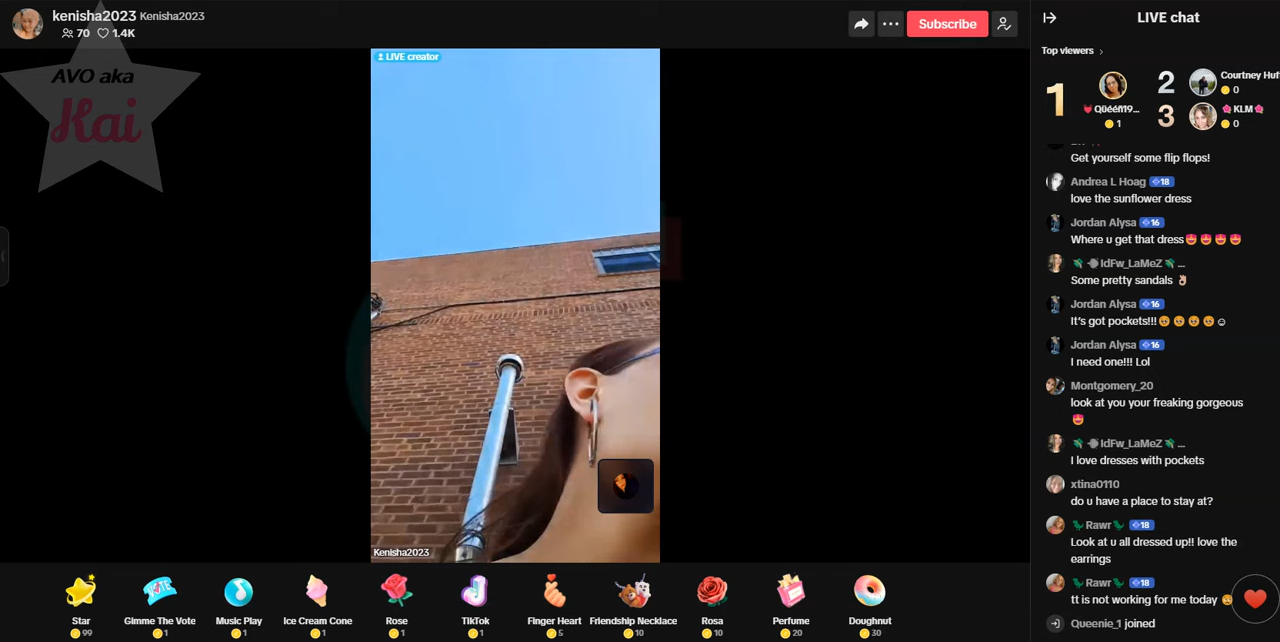 kenisha2023 Kenisha2023
70 1.4K
Subscribe
AVO aka
Kai
LIVE creator
Kenisha2023
Star
99
Gimme The Vote
1
Music Play
1
Ice Cream Cone
1
Rose
1
TikTok
1
Finger Heart
5
Friendship Necklace
10
Rosa
10
Perfume
20
Doughnut
30
LIVE chat
Top viewers
1
Qüééñ19...
1
2
Courtney Huf
0
3
KLM
0
Get yourself some flip flops!
Andrea L Hoag 18
love the sunflower dress
Jordan Alysa 16
Where u get that dress😍😍😍😍
IdFw_LaMeZ ...
Some pretty sandals 👌
Jordan Alysa 16
It's got pockets!!!
Jordan Alysa 16
I need one!!! Lol
Montgomery_20
look at you your freaking gorgeous
😍
IdFw_LaMeZ ...
I love dresses with pockets
xtina0110
do u have a place to stay at?
Rawr 18
Look at u all dressed up!! love the
earrings
Rawr 18
tt is not working for me today
Queenie_1 joined